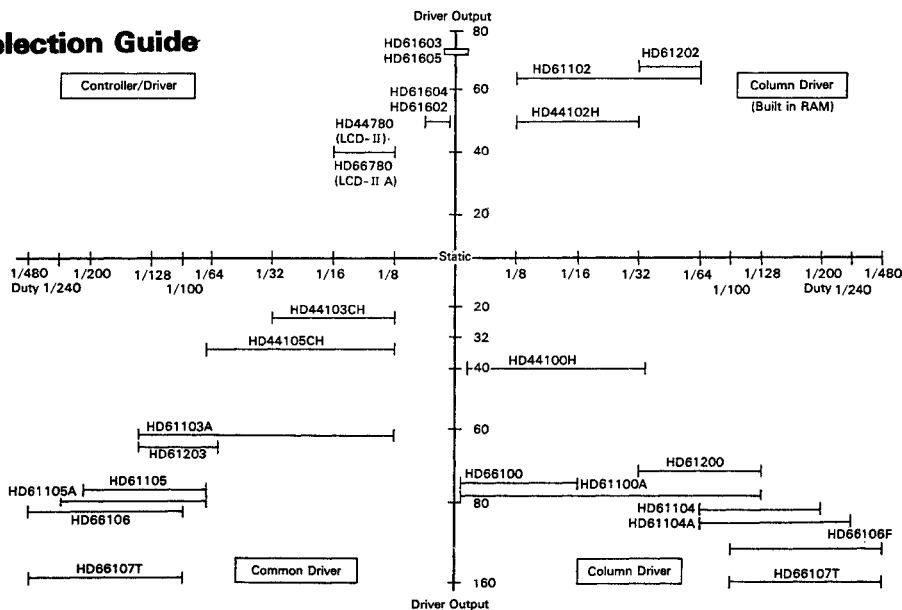 Driver Output
election Guide
80
HD61603
HD61605
HD61202
HD61102
Controller/Driver
Column Driver
(Built in RAM)
60
HD61604
HD61602
HD44780
(LCD-II)
HD44102H
40
HD66780
(LCD-II A)
20
Static
1/480 1/200 1/128 1/64 1/32 1/16 1/8
Duty 1/240 1/100
1/8 1/16 1/32 1/64 1/128 1/200 1/480
1/100 Duty 1/240
20
HD44103CH
32
HD44105CH
HD44100H
40
HD61103A
60
HD61203
HD61200
HD66100
HD61105
HD61100A
HD61105A
80
HD61104
HD66106
HD61104A
HD66106F
HD66107T
Common Driver
Column Driver
HD66107T
160
Driver Output